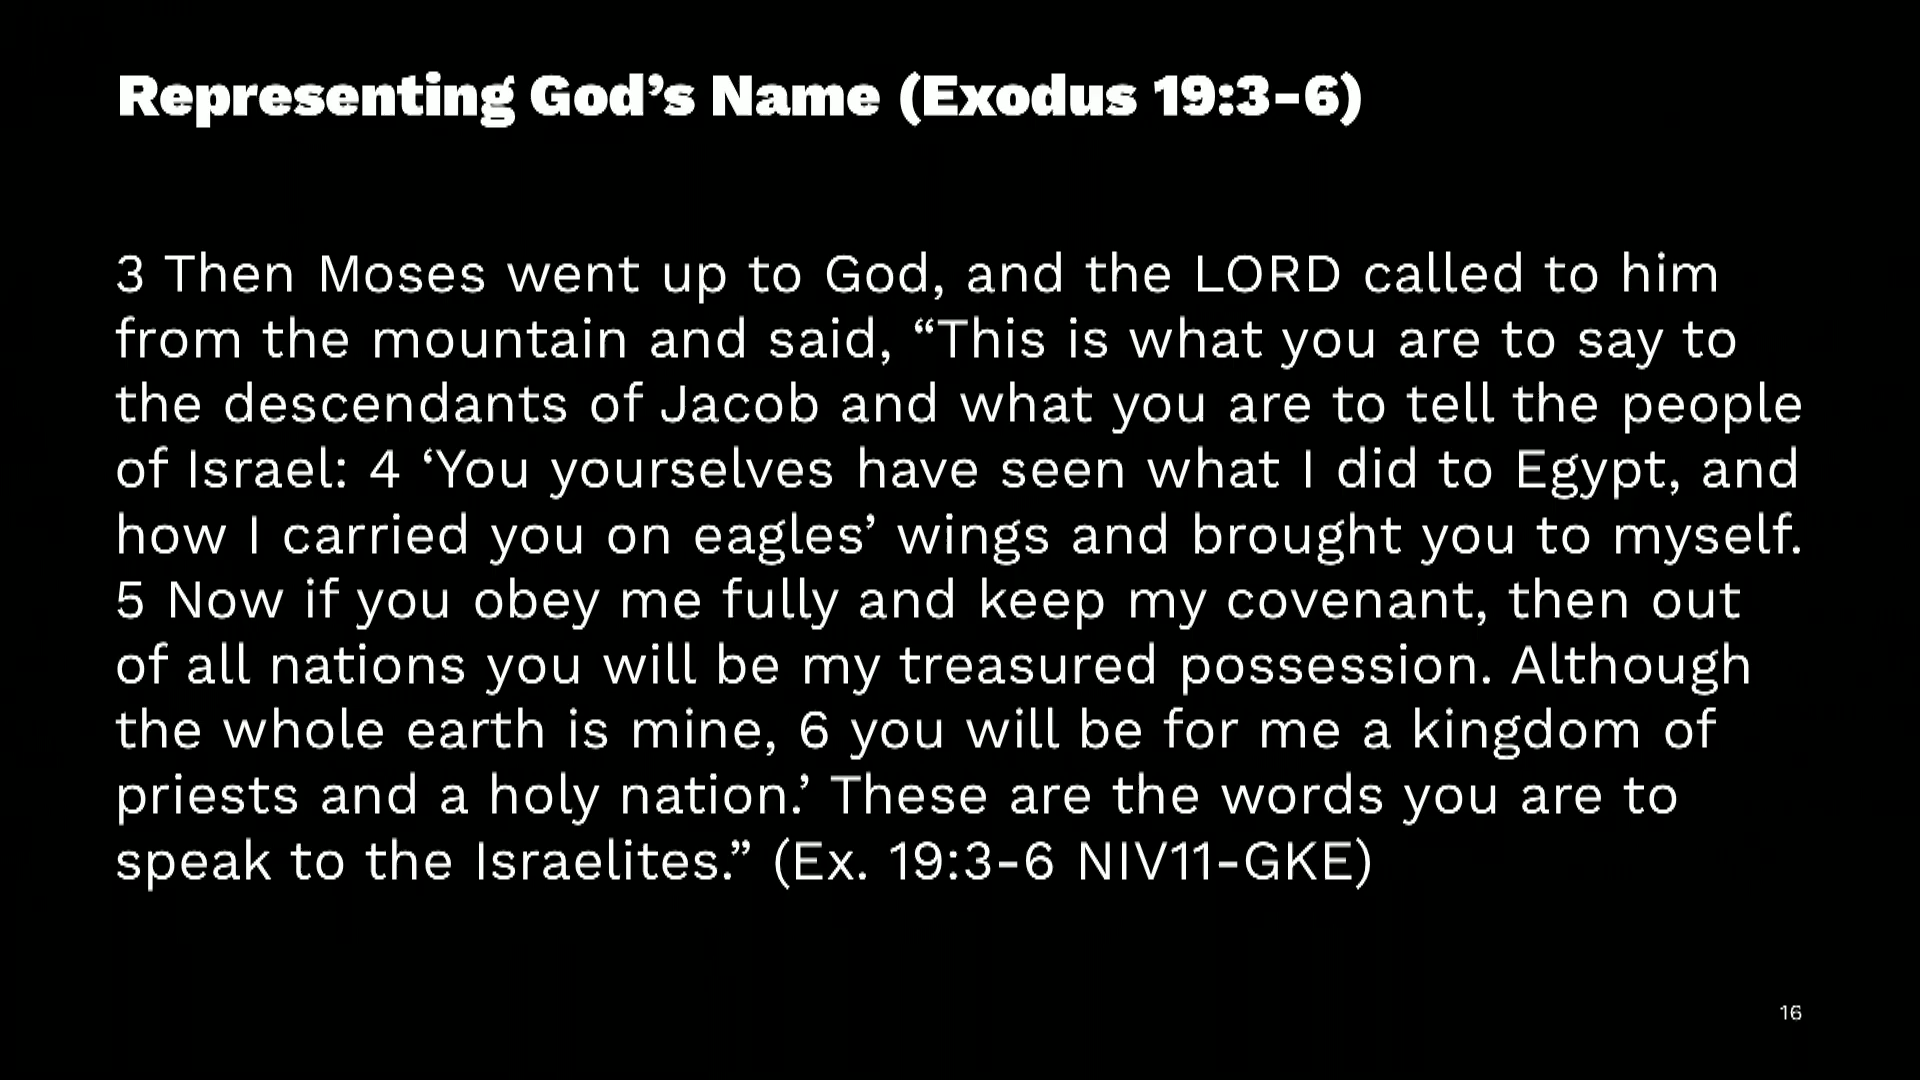 Representing God’s Name (Exodus 19:3-6)
3 Then Moses went up to God, and the LORD called to him
from the mountain and said, “This is what you are to say to
the descendants of Jacob and what you are to tell the people
of Israel: 4 ‘You yourselves have seen what I did to Egypt, and
how I carried you on eagles’ wings and brought you to myself.
5 Now if you obey me fully and keep my covenant, then out
of all nations you will be my treasured possession. Although
the whole earth is mine, 6 you will be for me a kingdom of
priests and a holy nation.’ These are the words you are to
speak to the Israelites.” (Ex. 19:3-6 NIV11-GKE)
16